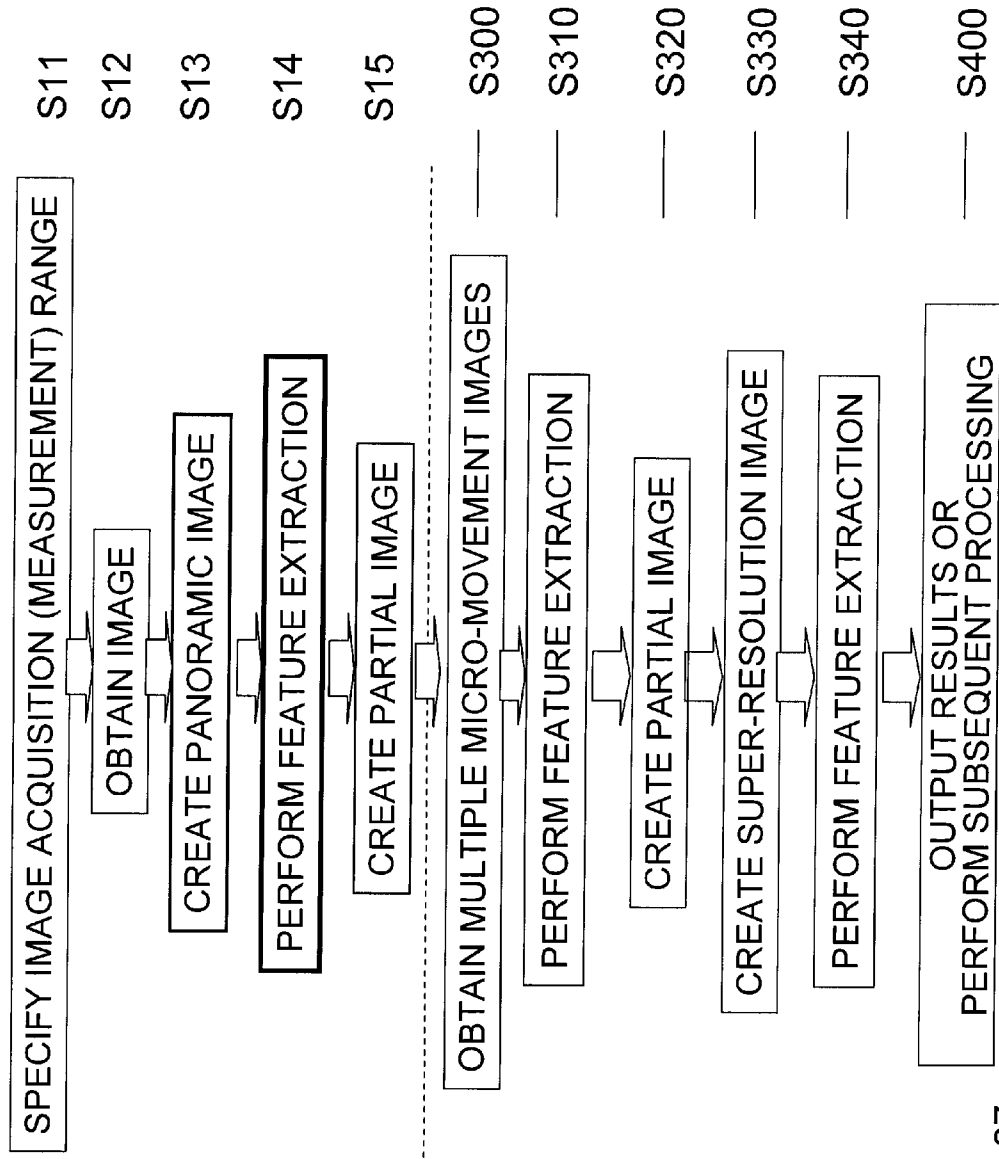 SPECIFY IMAGE ACQUISITION (MEASUREMENT) RANGE S11
OBTAIN IMAGE S12
CREATE PANORAMIC IMAGE S13
PERFORM FEATURE EXTRACTION S14
CREATE PARTIAL IMAGE S15
OBTAIN MULTIPLE MICRO-MOVEMENT IMAGES S300
PERFORM FEATURE EXTRACTION S310
CREATE PARTIAL IMAGE S320
CREATE SUPER-RESOLUTION IMAGE S330
PERFORM FEATURE EXTRACTION S340
OUTPUT RESULTS OR S400
PERFORM SUBSEQUENT PROCESSING